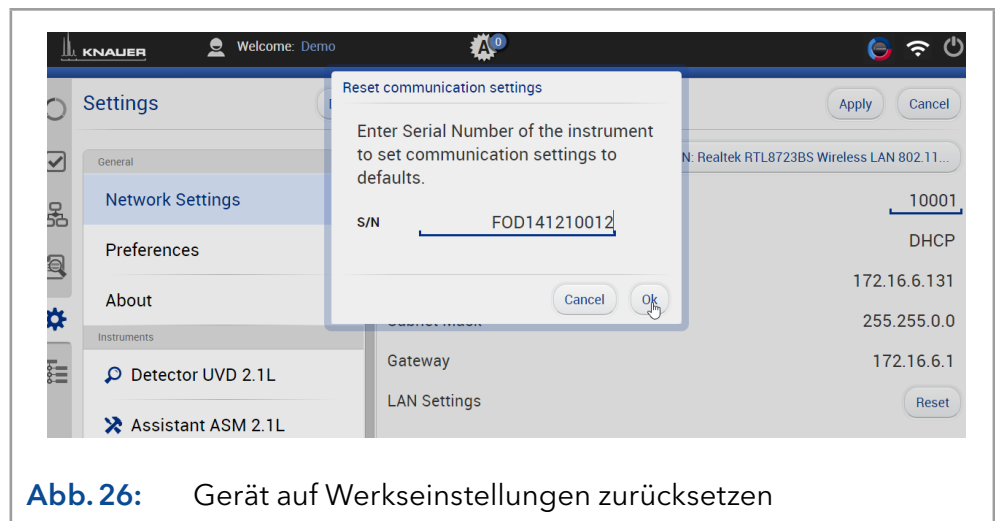 KNAUER
Welcome: Demo
A 0
Settings
Apply
Cancel
Reset communication settings
Enter Serial Number of the instrument
to set communication settings to
defaults.
S/N FOD141210012
Cancel
Ok
General
Network Settings
Preferences
About
Instruments
Detector UVD 2.1L
Assistant ASM 2.1L
N: Realtek RTL8723BS Wireless LAN 802.11...
10001
DHCP
172.16.6.131
255.255.0.0
Gateway 172.16.6.1
LAN Settings Reset
Abb. 26: Gerät auf Werkseinstellungen zurücksetzen